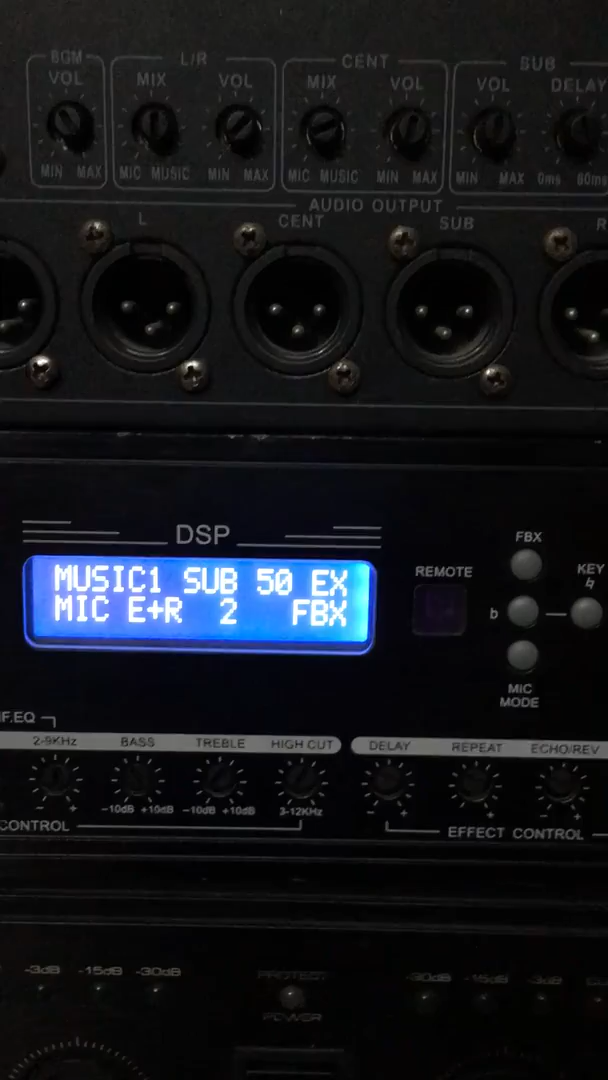 BGM L/R CENT SUB
VOL MIX VOL MIX VOL VOL DELAY
MIN MAX MIC MUSIC MIN MAX MIC MUSIC MIN MAX MIN MAX 0ms 80ms
AUDIO OUTPUT
L CENT SUB R
DSP
MUSIC1 SUB 50 EX
MIC E+R 2 FBX
REMOTE
FBX
KEY
b
♮
MIC
MODE
F.EQ
2-9KHz BASS TREBLE HIGH CUT DELAY REPEAT ECHO/REV
- + -10dB +10dB -10dB +10dB 3-12KHz - + + - +
CONTROL EFFECT CONTROL
-3dB -15dB -30dB PROTECT -30dB -15dB -3dB
POWER